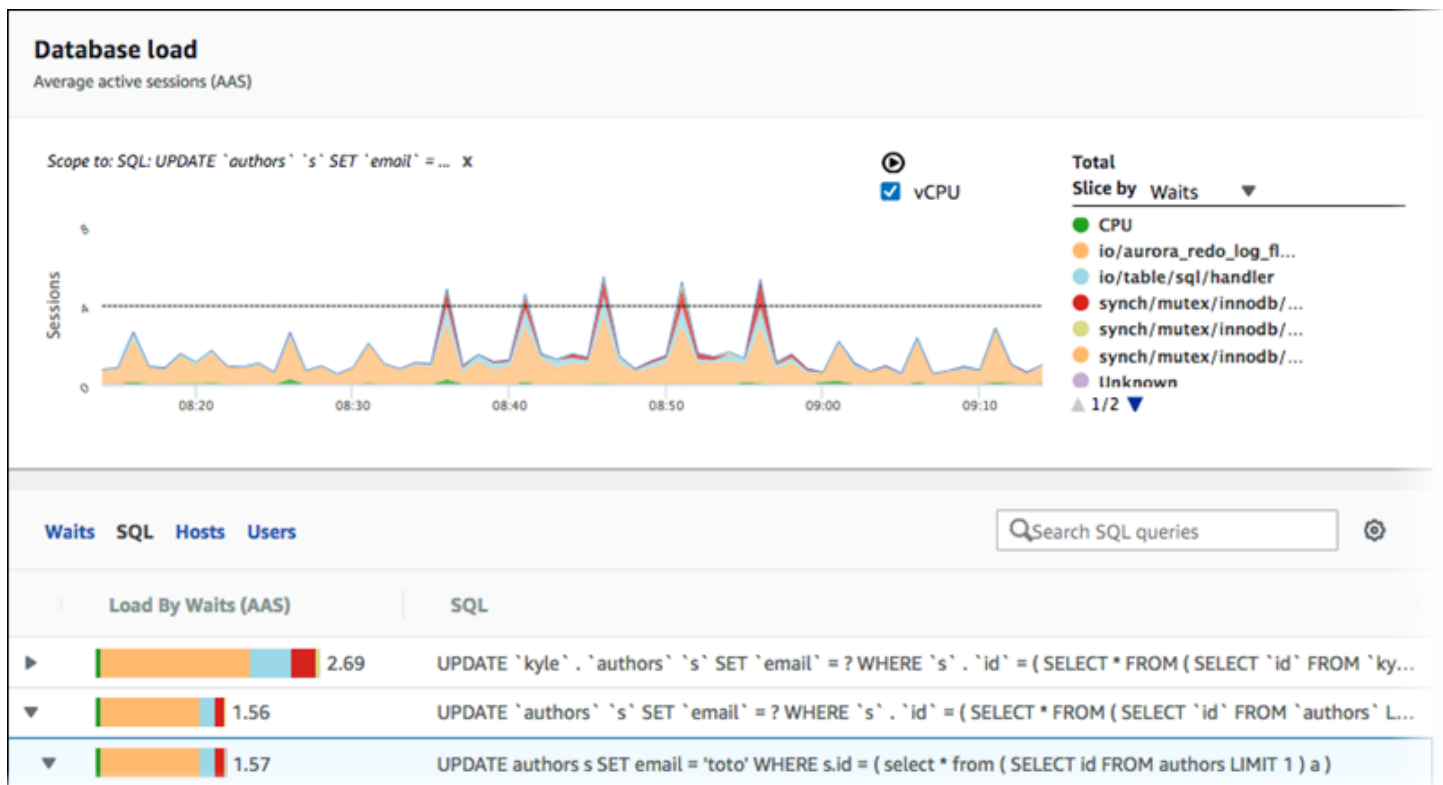 Database load
Average active sessions (AAS)
Scope to: SQL: UPDATE `authors` `s` SET `email` = ... x
vCPU
Total
Slice by Waits
CPU
io/aurora_redo_log_fl...
io/table/sql/handler
synch/mutex/innodb/...
synch/mutex/innodb/...
synch/mutex/innodb/...
Unknown
1/2
Sessions
8
4
0
08:20 08:30 08:40 08:50 09:00 09:10
Waits SQL Hosts Users
Search SQL queries
Load By Waits (AAS) SQL
2.69 UPDATE `kyle` . `authors` `s` SET `email` = ? WHERE `s` . `id` = ( SELECT * FROM ( SELECT `id` FROM `ky...
1.56 UPDATE `authors` `s` SET `email` = ? WHERE `s` . `id` = ( SELECT * FROM ( SELECT `id` FROM `authors` L...
1.57 UPDATE authors s SET email = 'toto' WHERE s.id = ( select * from ( SELECT id FROM authors LIMIT 1 ) a )